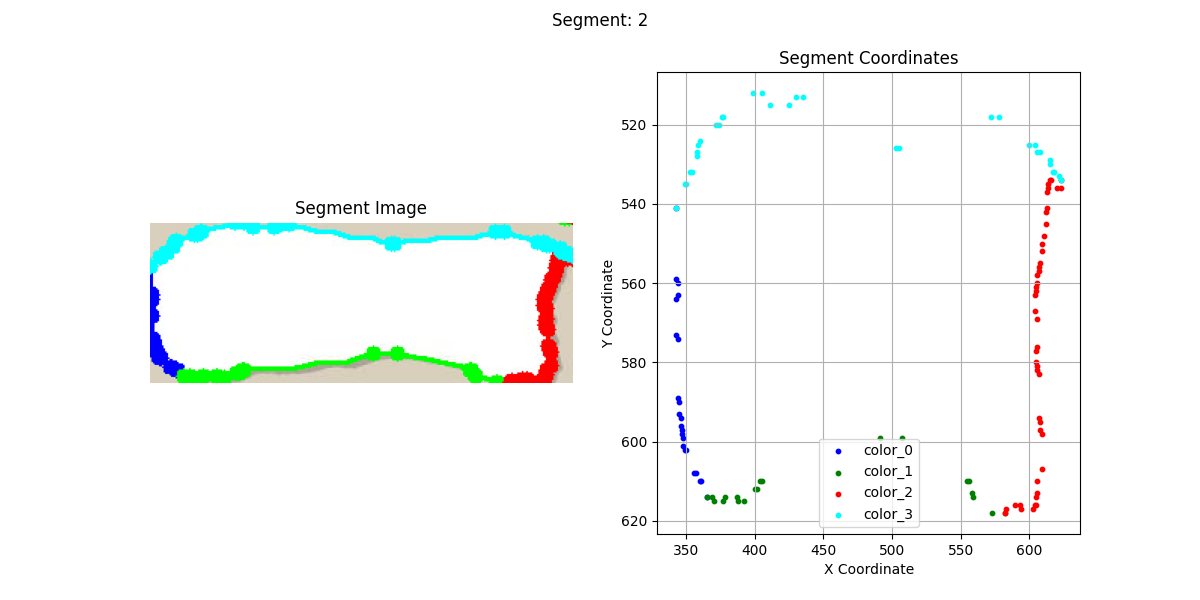 Segment: 2
Segment Image
Segment Coordinates
Y Coordinate
520
540
560
580
600
620
color_0
color_1
color_2
color_3
350 400 450 500 550 600
X Coordinate